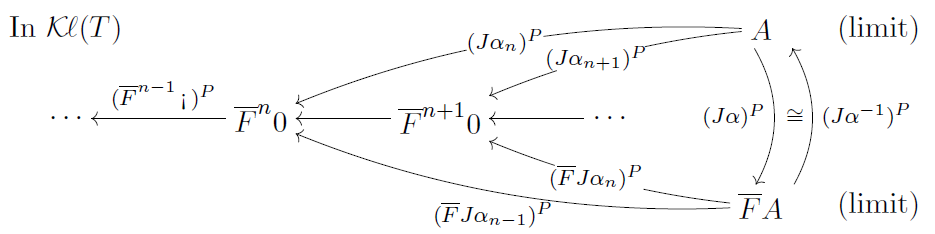 In 𝒦ℓ(T)
A (limit)
(Jα_n)^P
(Jα_{n+1})^P
(F̅^{n−1} ¡)^P
⋯ F̅^n 0 F̅^{n+1} 0 ⋯ (Jα)^P ≅ (Jα^{−1})^P
(F̅Jα_n)^P
(F̅Jα_{n−1})^P
F̅A (limit)